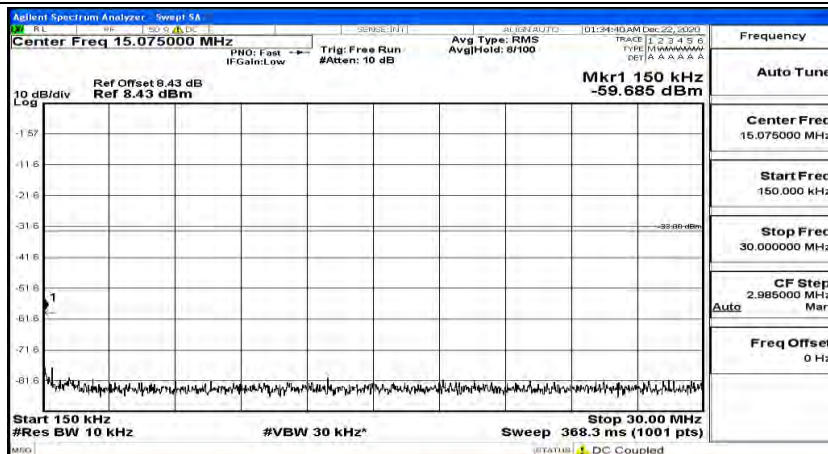 Agilent Spectrum Analyzer - Swept SA
RL RF 50 Ω DC SENSE:INT ALIGN AUTO 01:34:40 AM Dec 22, 2020
Center Freq 15.075000 MHz
PNO: Fast
IFGain:Low
Trig: Free Run
#Atten: 10 dB
Avg Type: RMS
Avg|Hold: 8/100
TRACE 1 2 3 4 5 6
TYPE M W W W W W
DET A A A A A A
Ref Offset 8.43 dB
10 dB/div Ref 8.43 dBm
Log
Mkr1 150 kHz
-59.685 dBm
-1.57
-11.6
-21.6
-31.6
-33.00 dBm
-41.6
-51.6
1
-61.6
-71.6
-81.6
Start 150 kHz
Stop 30.00 MHz
#Res BW 10 kHz #VBW 30 kHz* Sweep 368.3 ms (1001 pts)
MSG STATUS DC Coupled
Frequency
Auto Tune
Center Freq
15.075000 MHz
Start Freq
150.000 kHz
Stop Freq
30.000000 MHz
CF Step
2.985000 MHz
Auto Man
Freq Offset
0 Hz